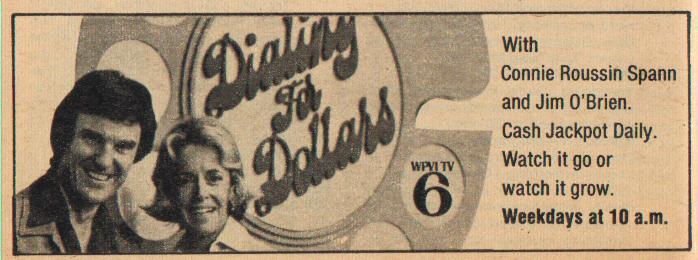 Dialing
For
Dollars
WPVI TV
6
With
Connie Roussin Spann
and Jim O'Brien.
Cash Jackpot Daily.
Watch it go or
watch it grow.
Weekdays at 10 a.m.